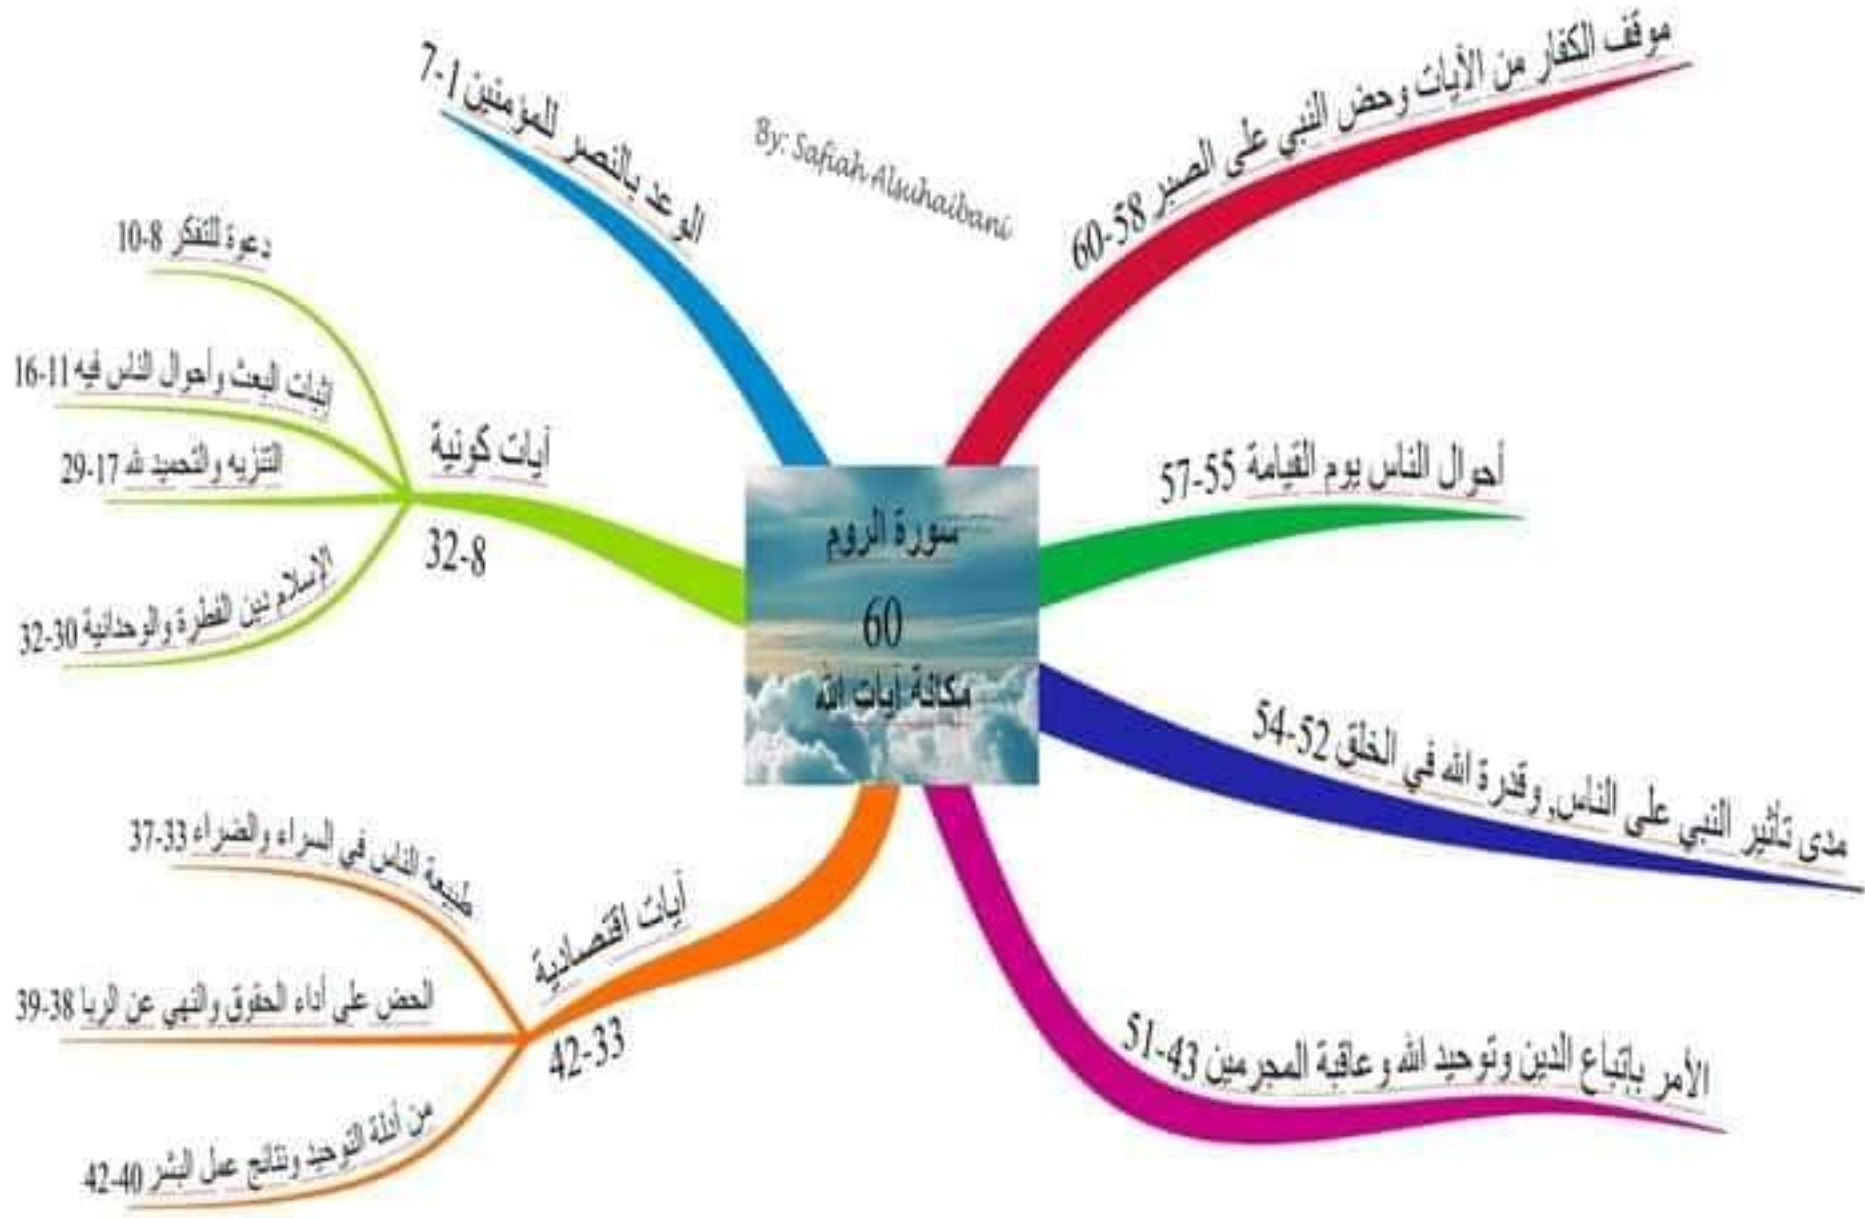 سورة الروم
60
مكانة آيات الله
By: Safiah Alsuhaibani
الوعد بالنصر للمؤمنين 1-7
آيات كونية
8-32
دعوة للتفكر 8-10
إثبات البعث وأحوال الناس فيه 11-16
التنزيه والتحميد لله 17-29
الإسلام دين الفطرة والوحدانية 30-32
آيات اقتصادية
33-42
طبيعة الناس في السراء والضراء 33-37
الحض على أداء الحقوق والنهي عن الربا 38-39
من أدلة التوحيد ونتائج عمل البشر 40-42
الأمر بإتباع الدين وتوحيد الله وعاقبة المجرمين 43-51
مدى تأثير النبي على الناس, وقدرة الله في الخلق 52-54
أحوال الناس يوم القيامة 55-57
موقف الكفار من الآيات وحض النبي على الصبر 58-60